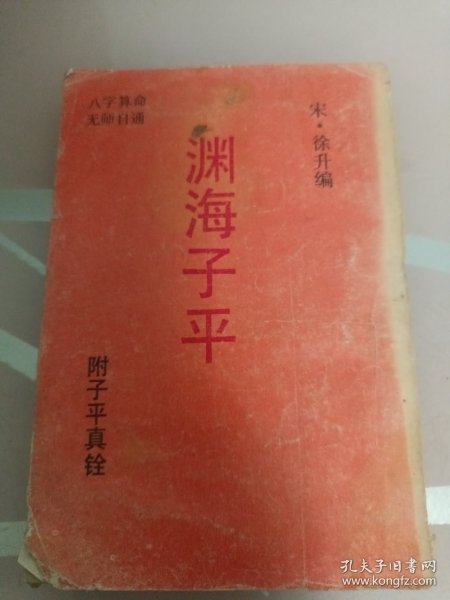 八字算命
无师自通
宋·徐升编
渊海子平
附子平真铨
孔夫子旧书网
www.kongfz.com